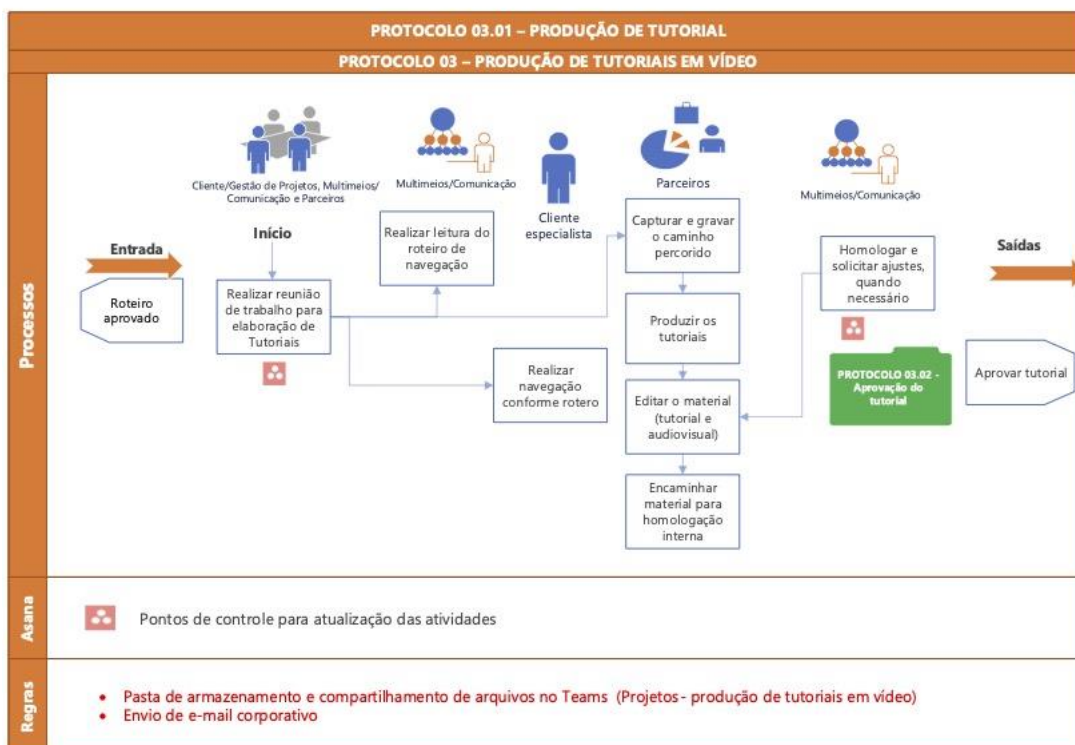 PROTOCOLO 03.01 – PRODUÇÃO DE TUTORIAL
PROTOCOLO 03 – PRODUÇÃO DE TUTORIAIS EM VÍDEO
Processos
Cliente/Gestão de Projetos, Multimeios/
Comunicação e Parceiros
Multimeios/Comunicação
Cliente
especialista
Parceiros
Multimeios/Comunicação
Entrada
Roteiro
aprovado
Início
Realizar reunião
de trabalho para
elaboração de
Tutoriais
Realizar leitura do
roteiro de
navegação
Realizar
navegação
conforme rotero
Capturar e gravar
o caminho
percorido
Produzir os
tutoriais
Editar o material
(tutorial e
audiovisual)
Encaminhar
material para
homologação
interna
Homologar e
solicitar ajustes,
quando
necessário
PROTOCOLO 03.02 -
Aprovação do
tutorial
Saídas
Aprovar tutorial
Asana
Pontos de controle para atualização das atividades
Regras
• Pasta de armazenamento e compartilhamento de arquivos no Teams (Projetos - produção de tutoriais em vídeo)
• Envio de e-mail corporativo